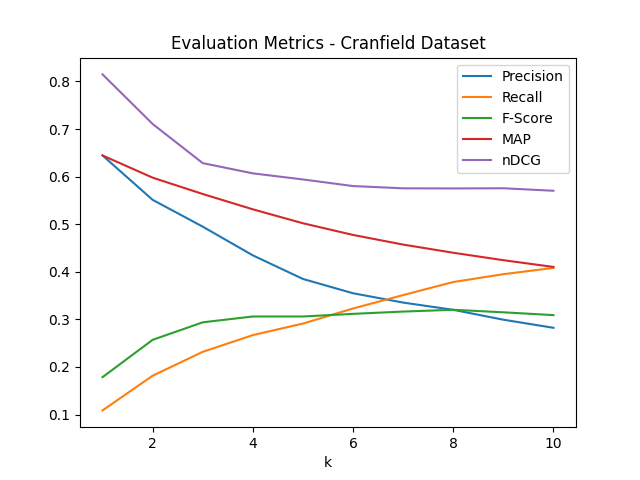 Evaluation Metrics - Cranfield Dataset
Precision
Recall
F-Score
MAP
nDCG
0.8
0.7
0.6
0.5
0.4
0.3
0.2
0.1
2 4 6 8 10
k